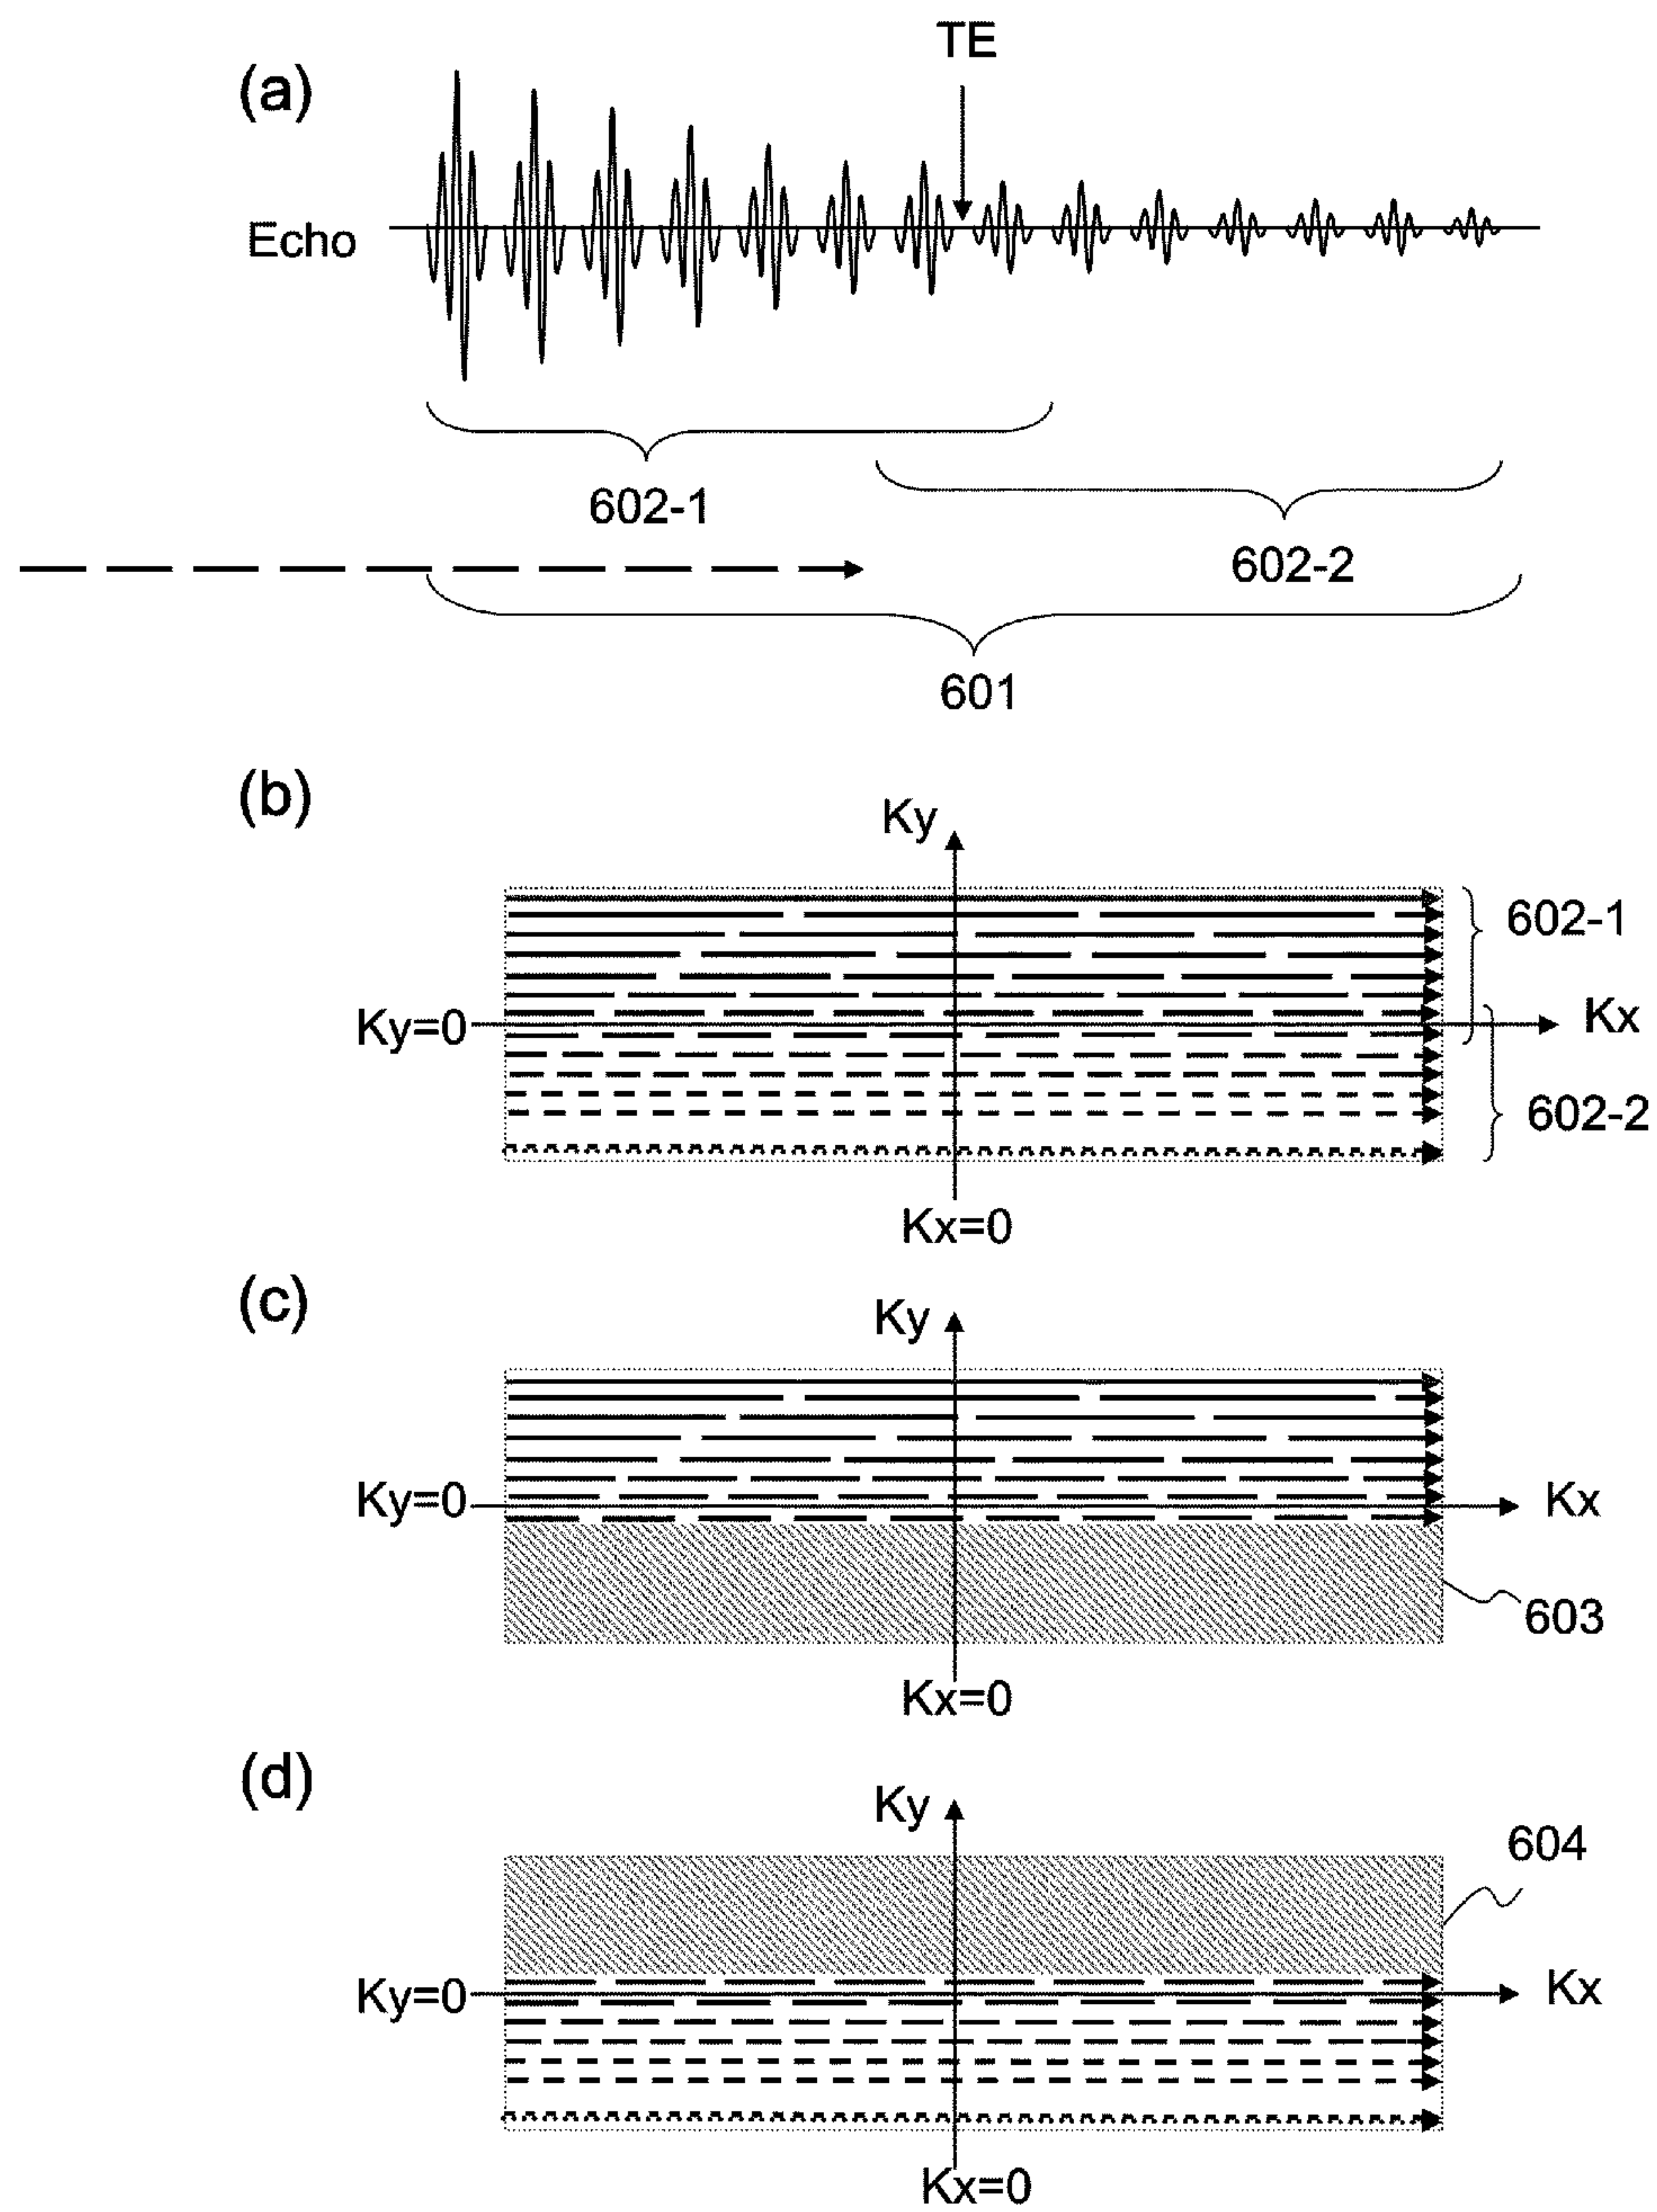 (a)
TE
Echo
602-1
602-2
601
(b)
Ky
602-1
Ky=0
Kx
602-2
Kx=0
(c)
Ky
Ky=0
Kx
603
Kx=0
(d)
Ky
604
Ky=0
Kx
Kx=0